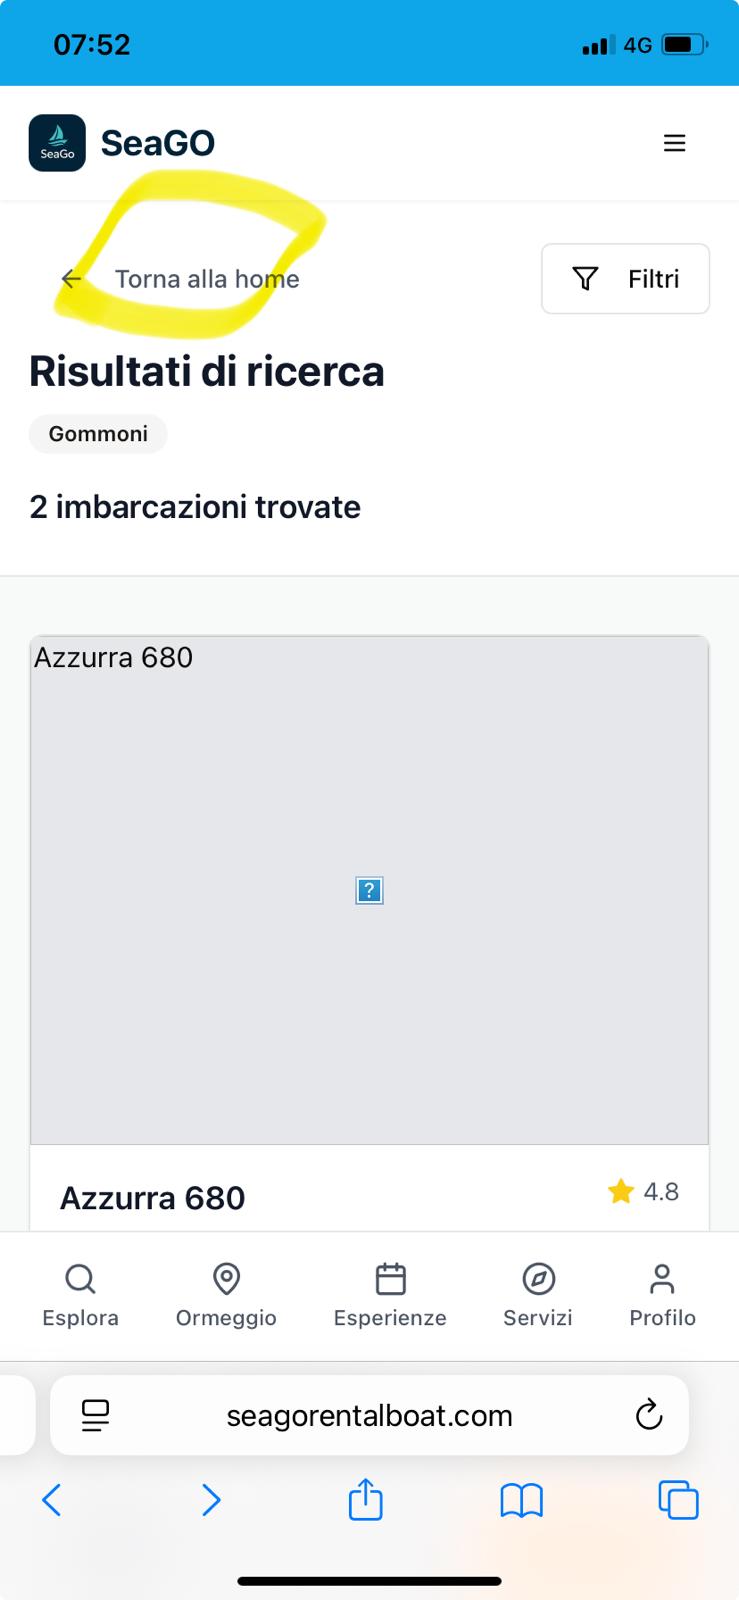 07:52
4G
SeaGo
SeaGO
Torna alla home
Filtri
Risultati di ricerca
Gommoni
2 imbarcazioni trovate
Azzurra 680
?
Azzurra 680
4.8
Esplora
Ormeggio
Esperienze
Servizi
Profilo
seagorentalboat.com